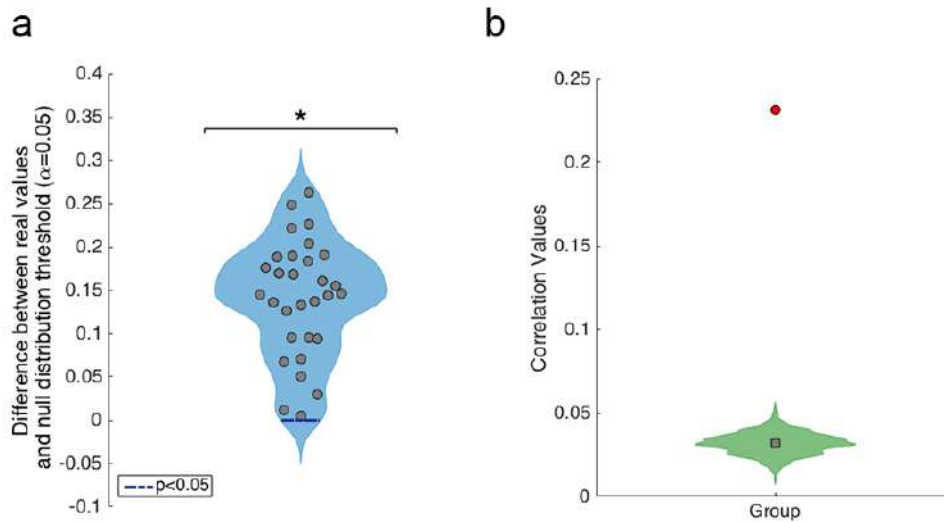 a
Difference between real values
and null distribution threshold (α=0.05)
0.4
0.35
0.3
0.25
0.2
0.15
0.1
0.05
0
-0.05
-0.1
*
p<0.05
b
Correlation Values
0.25
0.2
0.15
0.1
0.05
0
Group